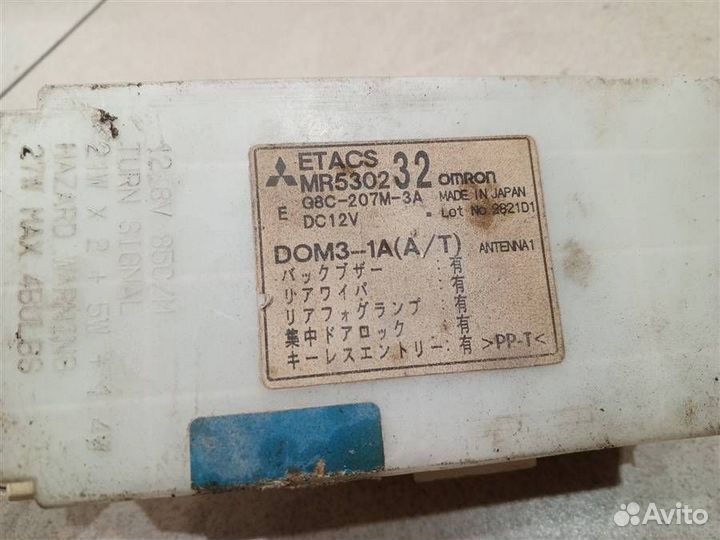 ETACS
MR530232 omron
E G8C-207M-3A MADE IN JAPAN
DC12V. Lot No 2821D1
DOM3-1A(A/T) ANTENNA1
バックブザー :有
リアワイパ :有
リアフォグランプ :有
集中ドアロック :有
キーレスエントリー:有 >PP-T<
12.8V 85C/M
TURN SIGNAL
21W x 2 + 5W
HAZARD WARNING
27W MAX 4BULBS
Avito